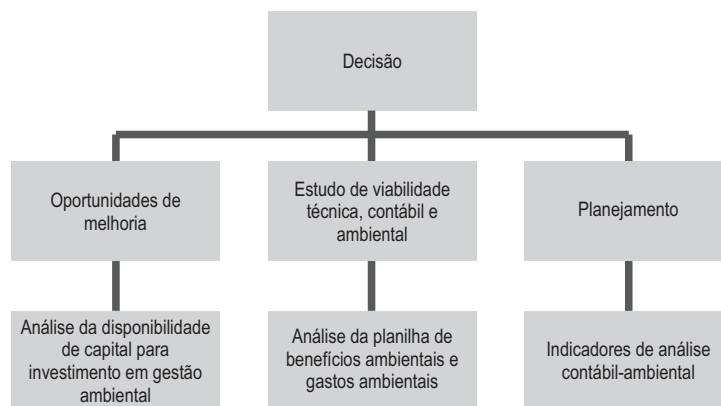 Decisão
Oportunidades de
melhoria
Estudo de viabilidade
técnica, contábil e
ambiental
Planejamento
Análise da disponibilidade
de capital para
investimento em gestão
ambiental
Análise da planilha de
benefícios ambientais e
gastos ambientais
Indicadores de análise
contábil-ambiental